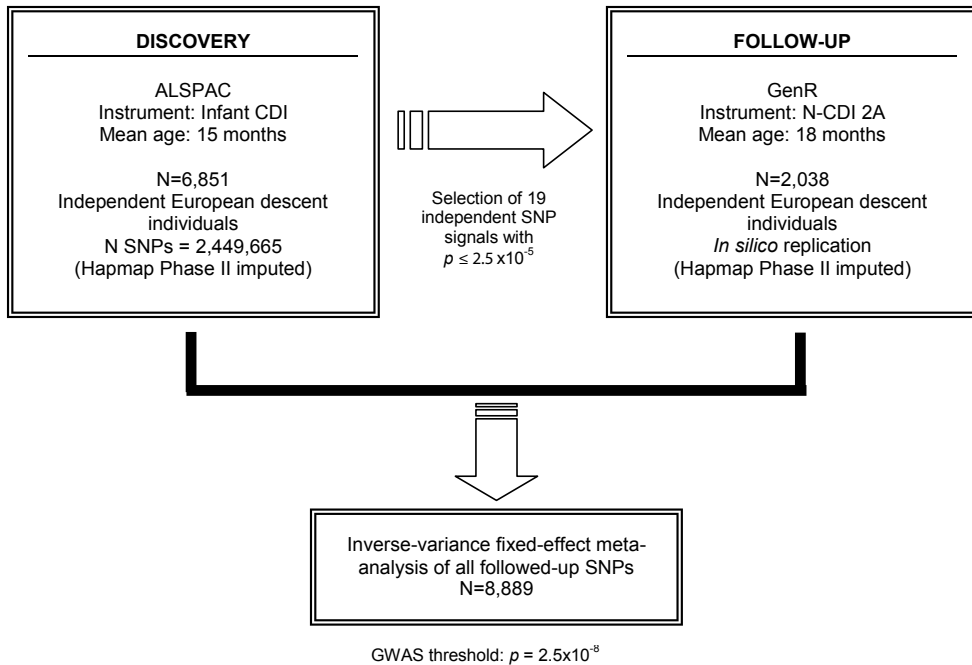 DISCOVERY
ALSPAC
Instrument: Infant CDI
Mean age: 15 months
N=6,851
Independent European descent
individuals
N SNPs = 2,449,665
(Hapmap Phase II imputed)
Selection of 19
independent SNP
signals with
p ≤ 2.5 x10⁻⁵
FOLLOW-UP
GenR
Instrument: N-CDI 2A
Mean age: 18 months
N=2,038
Independent European descent
individuals
In silico replication
(Hapmap Phase II imputed)
Inverse-variance fixed-effect meta-
analysis of all followed-up SNPs
N=8,889
GWAS threshold: p = 2.5x10⁻⁸